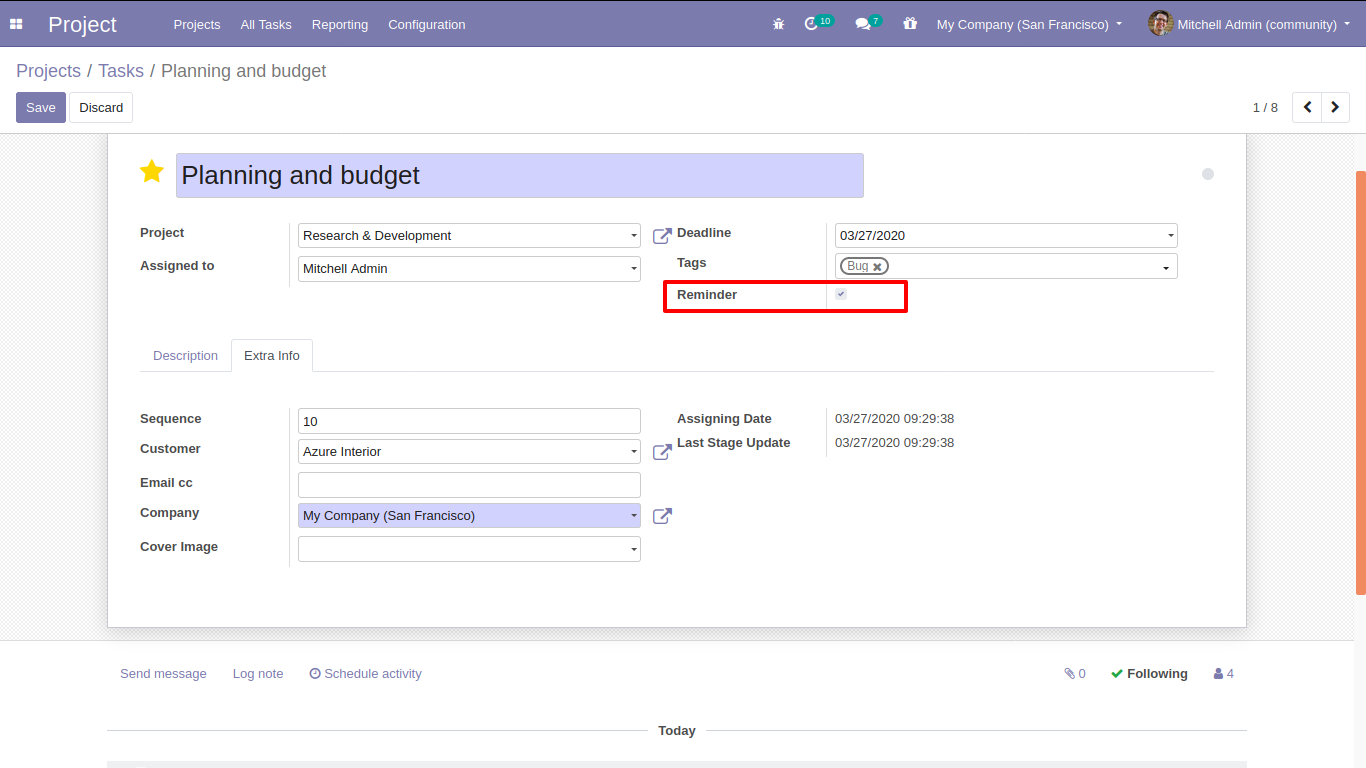 Project Projects All Tasks Reporting Configuration 10 7 My Company (San Francisco) Mitchell Admin (community)
Projects / Tasks / Planning and budget
Save Discard 1 / 8
Planning and budget
Project Research & Development Deadline 03/27/2020
Assigned to Mitchell Admin Tags Bug
Reminder
Description Extra Info
Sequence 10 Assigning Date 03/27/2020 09:29:38
Customer Azure Interior Last Stage Update 03/27/2020 09:29:38
Email cc
Company My Company (San Francisco)
Cover Image
Send message Log note Schedule activity 0 Following 4
Today